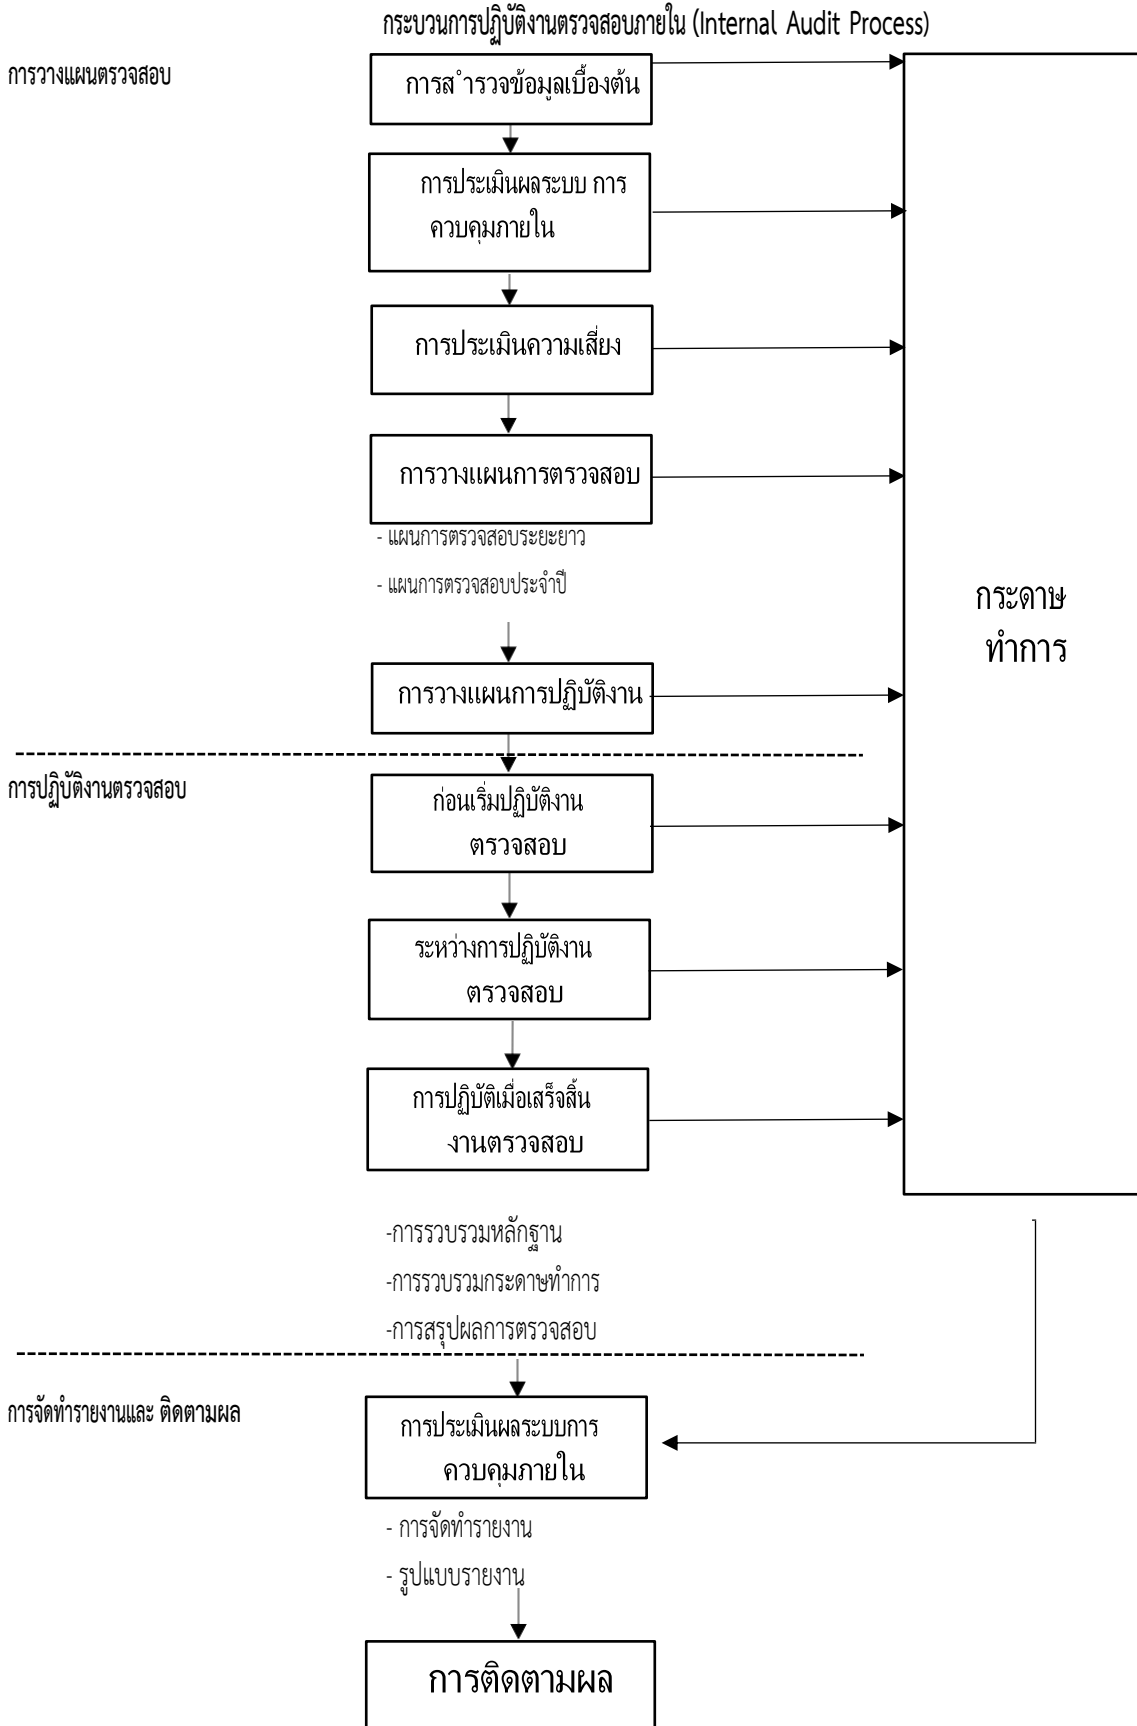 กระบวนการปฏิบัติงานตรวจสอบภายใน (Internal Audit Process)
การวางแผนตรวจสอบ
การสำรวจข้อมูลเบื้องต้น
การประเมินผลระบบ การ
ควบคุมภายใน
การประเมินความเสี่ยง
การวางแผนการตรวจสอบ
- แผนการตรวจสอบระยะยาว
- แผนการตรวจสอบประจำปี
กระดาษ
ทำการ
การวางแผนการปฏิบัติงาน
การปฏิบัติงานตรวจสอบ
ก่อนเริ่มปฏิบัติงาน
ตรวจสอบ
ระหว่างการปฏิบัติงาน
ตรวจสอบ
การปฏิบัติเมื่อเสร็จสิ้น
งานตรวจสอบ
-การรวบรวมหลักฐาน
-การรวบรวมกระดาษทำการ
-การสรุปผลการตรวจสอบ
การจัดทำรายงานและ ติดตามผล
การประเมินผลระบบการ
ควบคุมภายใน
- การจัดทำรายงาน
- รูปแบบรายงาน
การติดตามผล